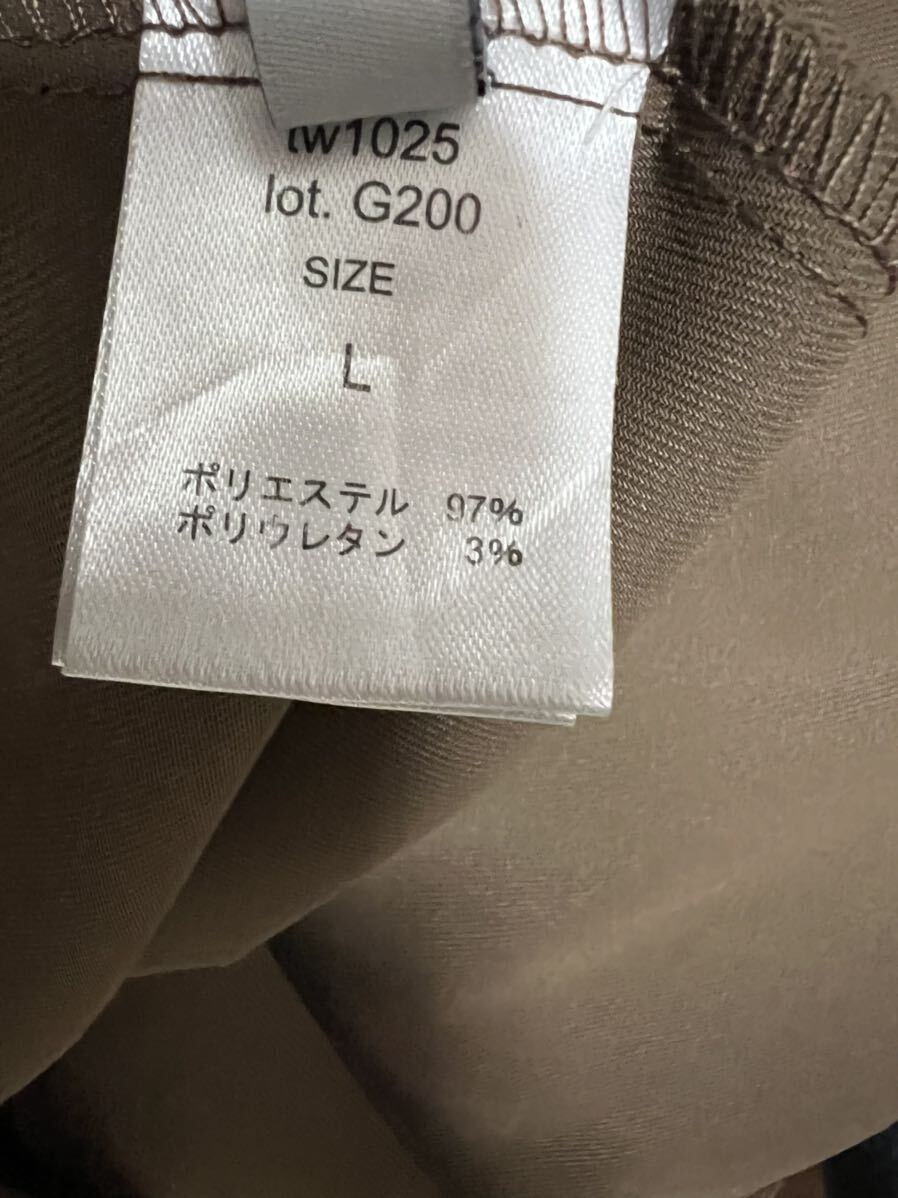 tw1025
lot. G200
SIZE
L
ポリエステル 97%
ポリウレタン 3%